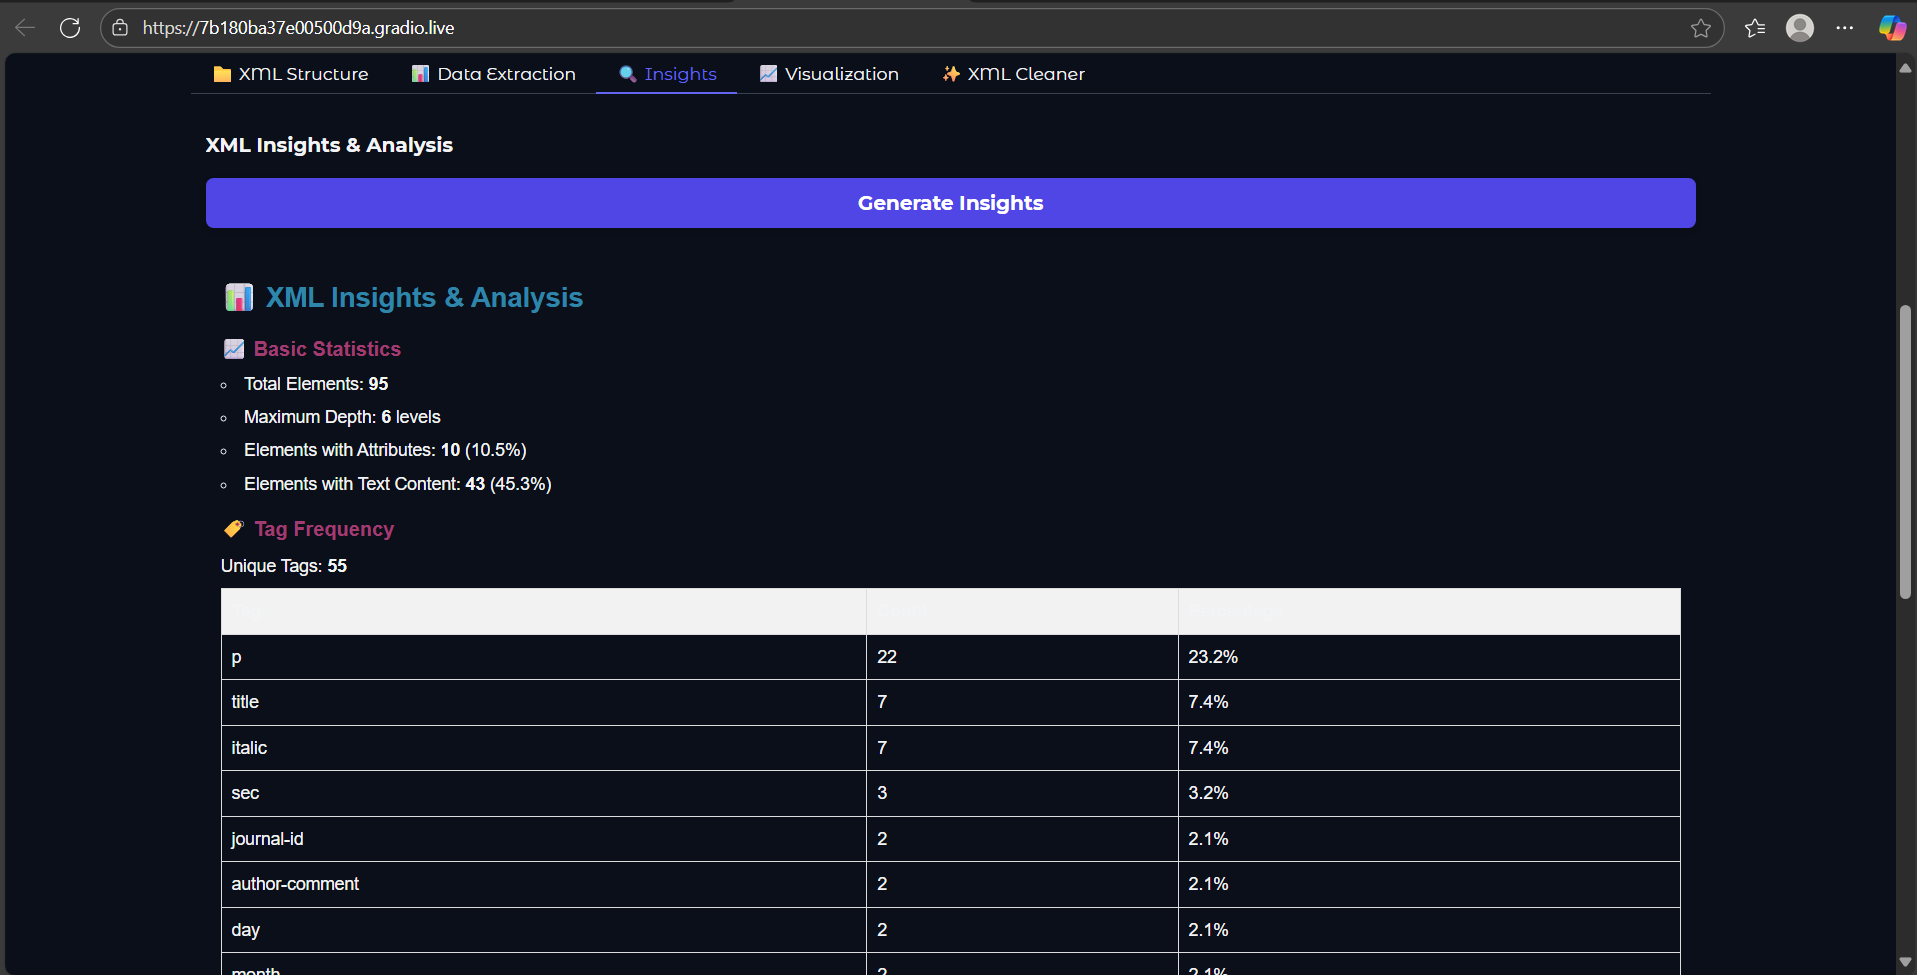 https://7b180ba37e00500d9a.gradio.live
XML Structure Data Extraction Insights Visualization XML Cleaner
XML Insights & Analysis
Generate Insights
XML Insights & Analysis
Basic Statistics
Total Elements: 95
Maximum Depth: 6 levels
Elements with Attributes: 10 (10.5%)
Elements with Text Content: 43 (45.3%)
Tag Frequency
Unique Tags: 55
p 22 23.2%
title 7 7.4%
italic 7 7.4%
sec 3 3.2%
journal-id 2 2.1%
author-comment 2 2.1%
day 2 2.1%
month 2 2.1%